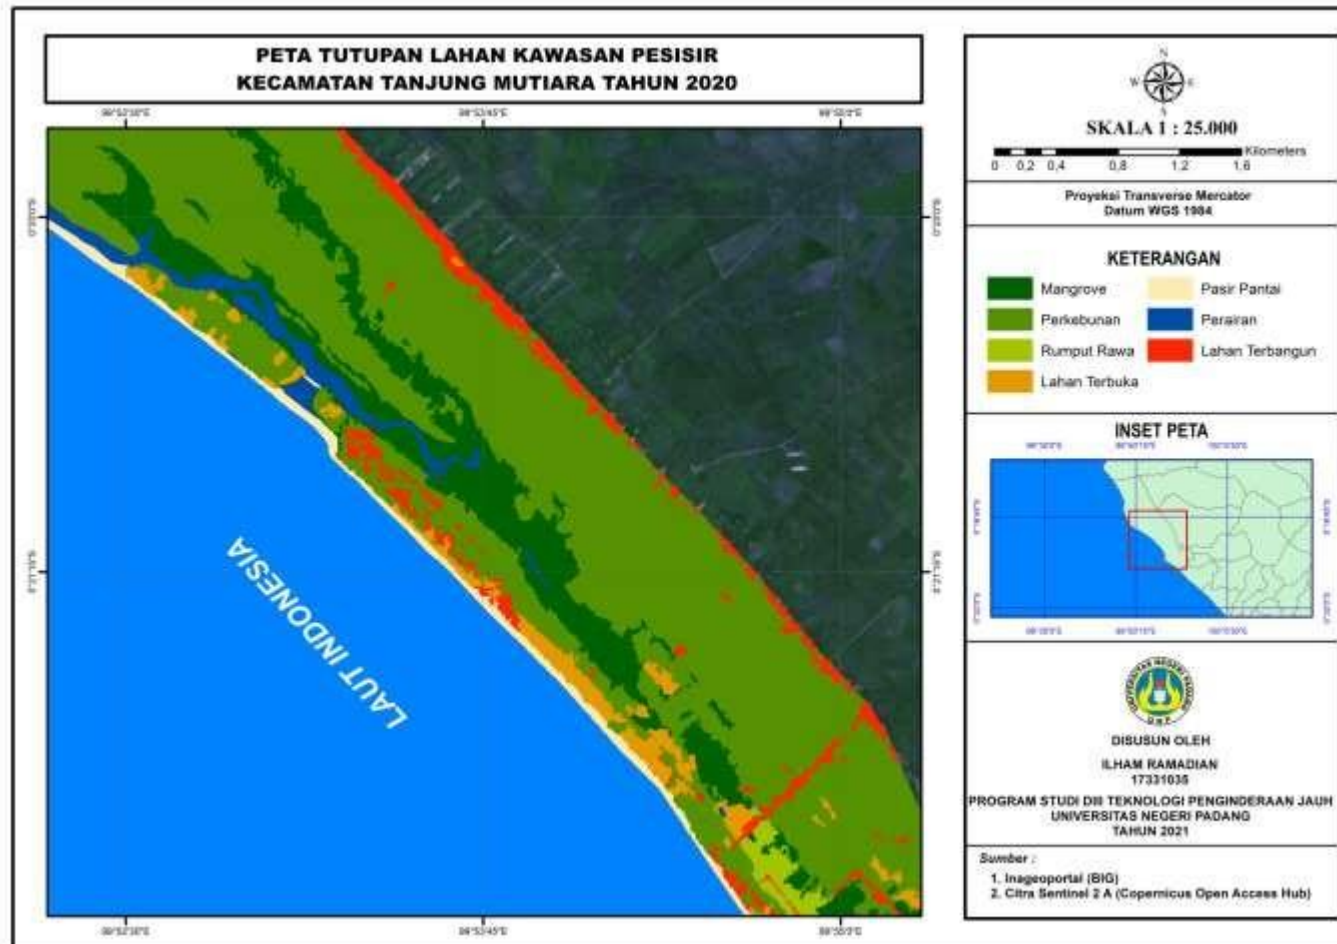 PETA TUTUPAN LAHAN KAWASAN PESISIR
KECAMATAN TANJUNG MUTIARA TAHUN 2020
LAUT INDONESIA
N
W
E
S
SKALA 1 : 25.000
0 0,2 0,4 0,8 1,2 1,6 Kilometers
Proyeksi Transverse Mercator
Datum WGS 1984
KETERANGAN
Mangrove
Perkebunan
Rumput Rawa
Lahan Terbuka
Pasir Pantai
Perairan
Lahan Terbangun
INSET PETA
UNIVERSITAS NEGERI PADANG
U N P
DISUSUN OLEH
ILHAM RAMADIAN
17331035
PROGRAM STUDI DIII TEKNOLOGI PENGINDERAAN JAUH
UNIVERSITAS NEGERI PADANG
TAHUN 2021
Sumber :
1. Inageoportal (BIG)
2. Citra Sentinel 2 A (Copernicus Open Access Hub)